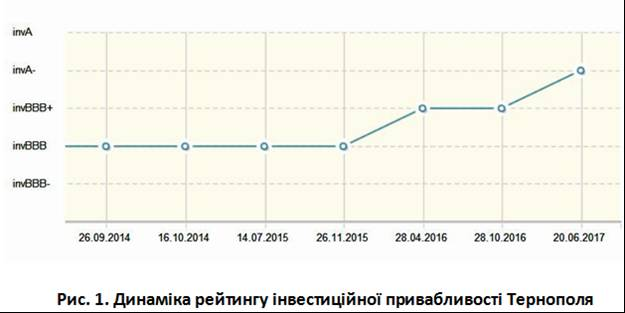 invA
invA-
invBBB+
invBBB
invBBB-
26.09.2014 16.10.2014 14.07.2015 26.11.2015 28.04.2016 28.10.2016 20.06.2017
Рис. 1. Динаміка рейтингу інвестиційної привабливості Тернополя